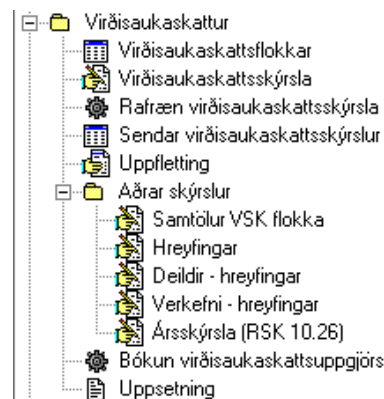 Virðisaukaskattur
Virðisaukaskattsflokkar
Virðisaukaskattsskýrsla
Rafræn virðisaukaskattsskýrsla
Sendar virðisaukaskattsskýrslur
Uppfletting
Aðrar skýrslur
Samtölur VSK flokka
Hreyfingar
Deildir - hreyfingar
Verkefni - hreyfingar
Ársskýrsla (RSK 10.26)
Bókun virðisaukaskattsuppgjörs
Uppsetning